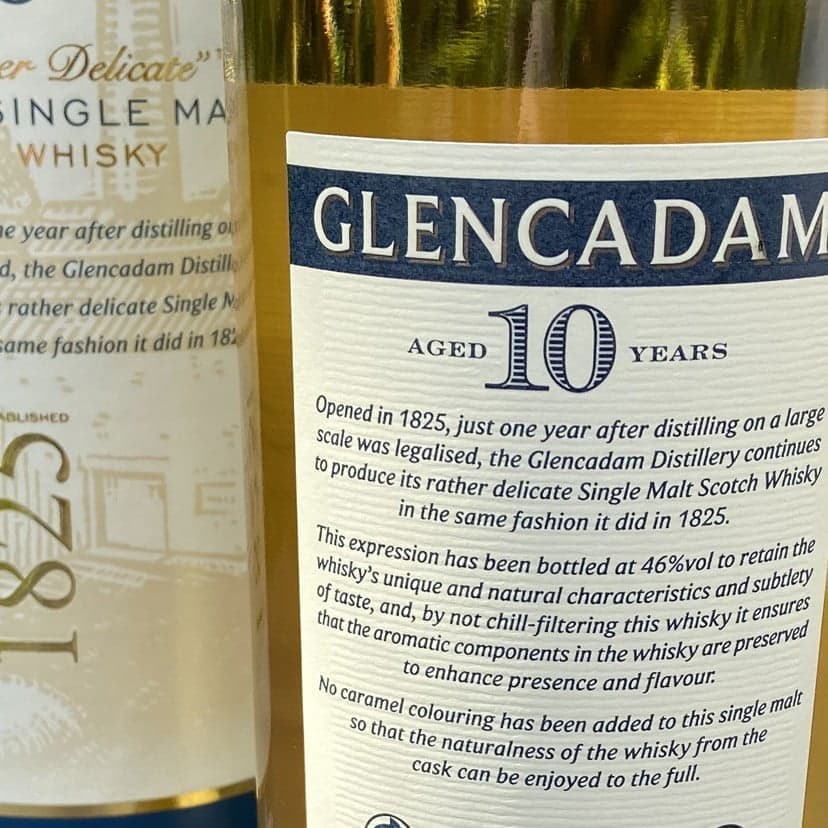 er Delicate”
SINGLE MA
WHISKY
ne year after distilling
d, the Glencadam Distill
rather delicate Single
same fashion it did in 182
ABLISHED
1825
GLENCADAM
AGED 10 YEARS
Opened in 1825, just one year after distilling on a large
scale was legalised, the Glencadam Distillery continues
to produce its rather delicate Single Malt Scotch Whisky
in the same fashion it did in 1825.
This expression has been bottled at 46%vol to retain the
whisky's unique and natural characteristics and subtlety
of taste, and, by not chill-filtering this whisky it ensures
that the aromatic components in the whisky are preserved
to enhance presence and flavour.
No caramel colouring has been added to this single malt
so that the naturalness of the whisky from the
cask can be enjoyed to the full.